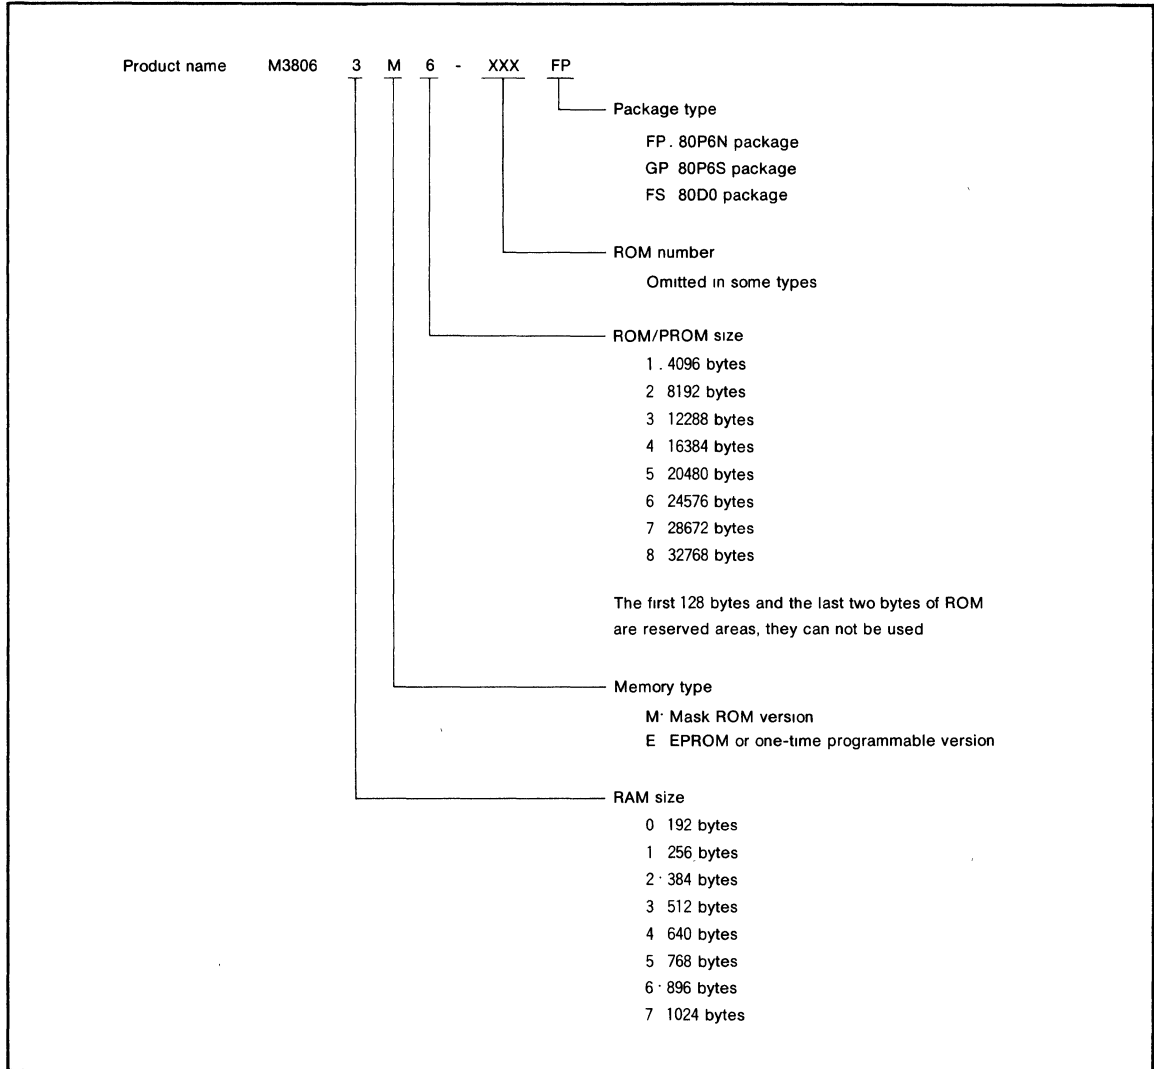 Product name M3806 3 M 6 - XXX FP
Package type
FP . 80P6N package
GP 80P6S package
FS 80D0 package
ROM number
Omitted in some types
ROM/PROM size
1 . 4096 bytes
2 8192 bytes
3 12288 bytes
4 16384 bytes
5 20480 bytes
6 24576 bytes
7 28672 bytes
8 32768 bytes
The first 128 bytes and the last two bytes of ROM
are reserved areas, they can not be used
Memory type
M· Mask ROM version
E EPROM or one-time programmable version
RAM size
0 192 bytes
1 256 bytes
2 · 384 bytes
3 512 bytes
4 640 bytes
5 768 bytes
6 · 896 bytes
7 1024 bytes